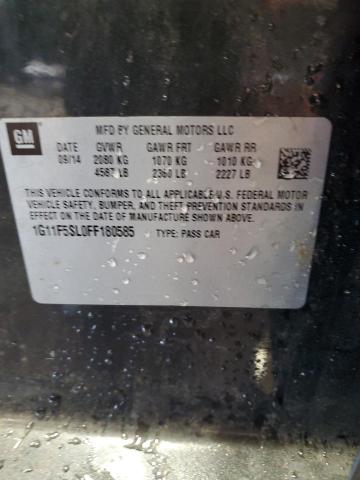 GM
MFD BY GENERAL MOTORS LLC
DATE GVWR GAWR FRT GAWR RR
09/14 2080 KG 1070 KG 1010 KG
4587 LB 2360 LB 2227 LB
THIS VEHICLE CONFORMS TO ALL APPLICABLE U.S. FEDERAL MOTOR
VEHICLE SAFETY, BUMPER, AND THEFT PREVENTION STANDARDS IN
EFFECT ON THE DATE OF MANUFACTURE SHOWN ABOVE.
1G11F5SL0FF180585 TYPE: PASS CAR